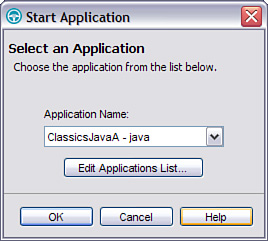 Start Application
Select an Application
Choose the application from the list below.
Application Name:
ClassicsJavaA - java
Edit Applications List...
OK Cancel Help